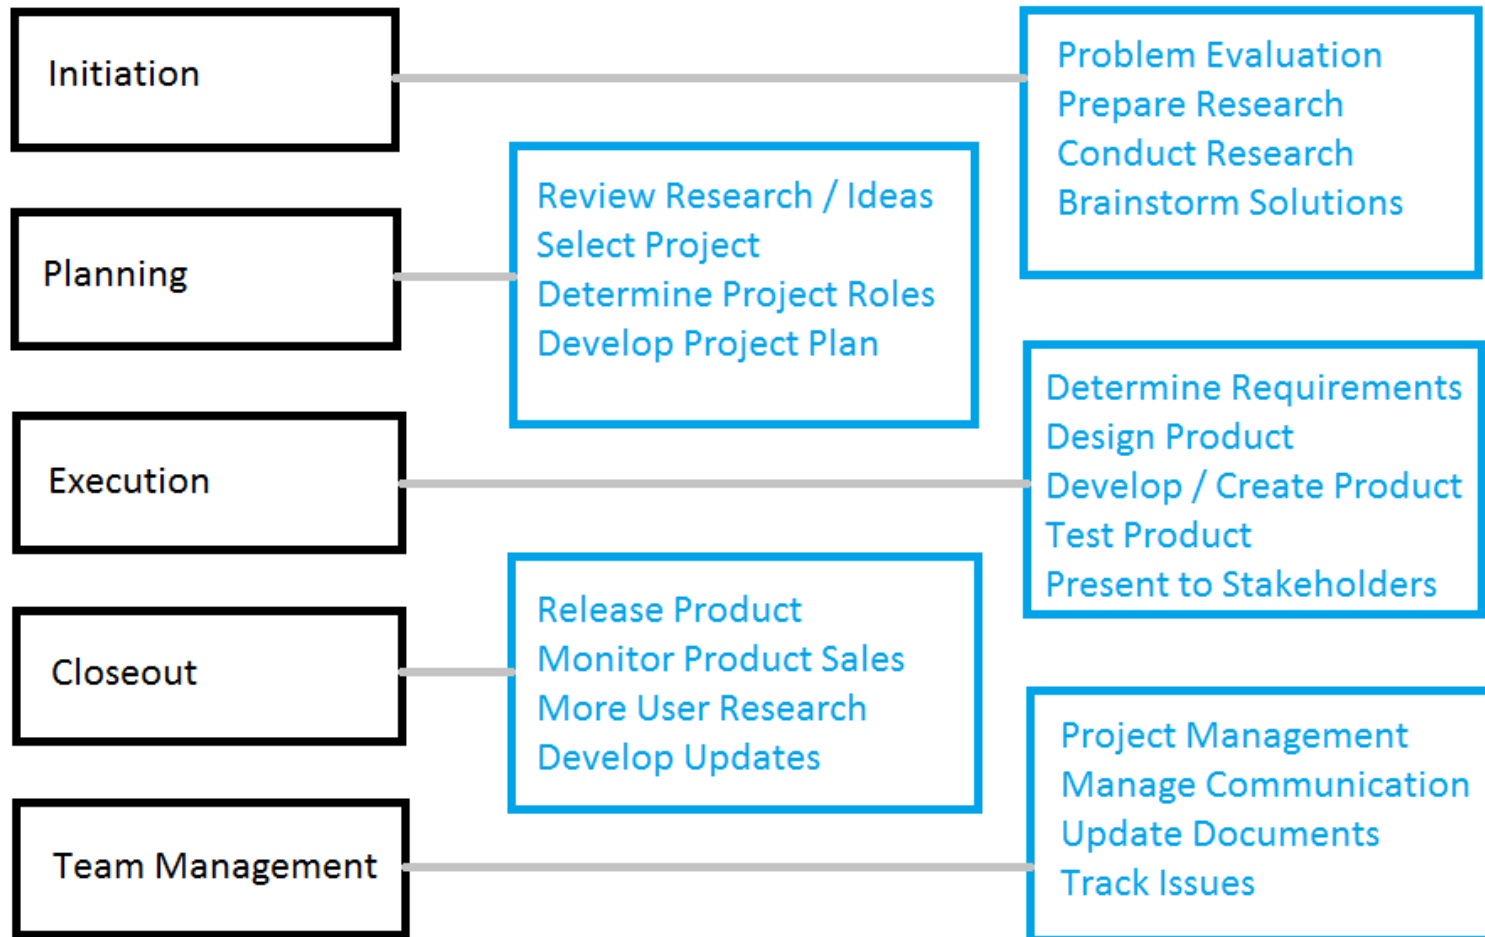 Initiation
Problem Evaluation
Prepare Research
Conduct Research
Brainstorm Solutions
Planning
Review Research / Ideas
Select Project
Determine Project Roles
Develop Project Plan
Execution
Determine Requirements
Design Product
Develop / Create Product
Test Product
Present to Stakeholders
Closeout
Release Product
Monitor Product Sales
More User Research
Develop Updates
Team Management
Project Management
Manage Communication
Update Documents
Track Issues